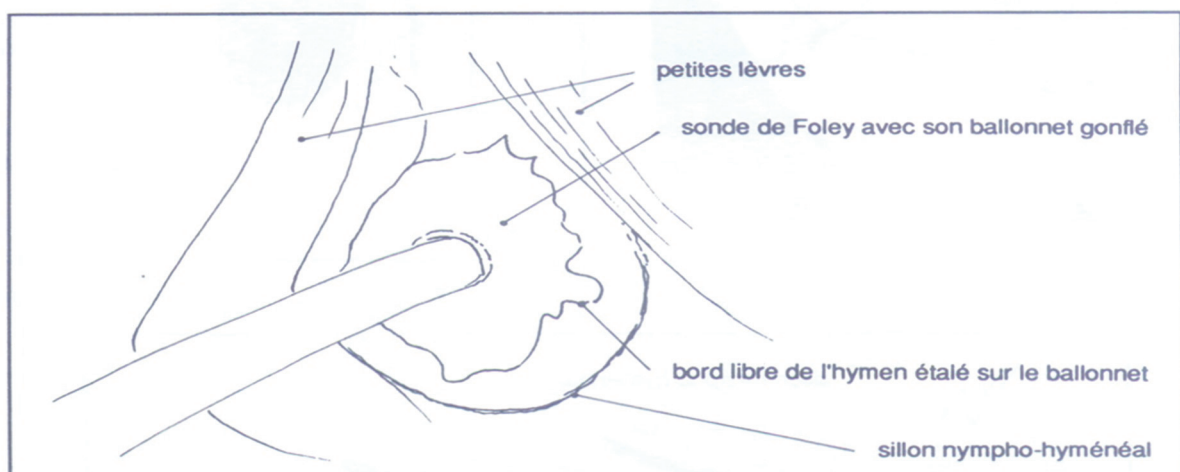 petites lèvres
sonde de Foley avec son ballonnet gonflé
bord libre de l'hymen étalé sur le ballonnet
sillon nympho-hyménéal